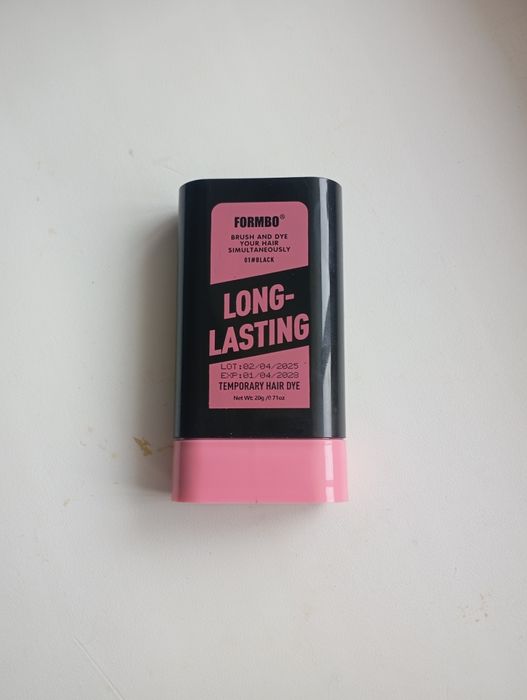 FORMBO®
BRUSH AND DYE
YOUR HAIR
SIMULTANEOUSLY
01#BLACK
LONG-
LASTING
LOT:02/04/2025
EXP:01/04/2028
TEMPORARY HAIR DYE
Net Wt: 20g /0.71oz